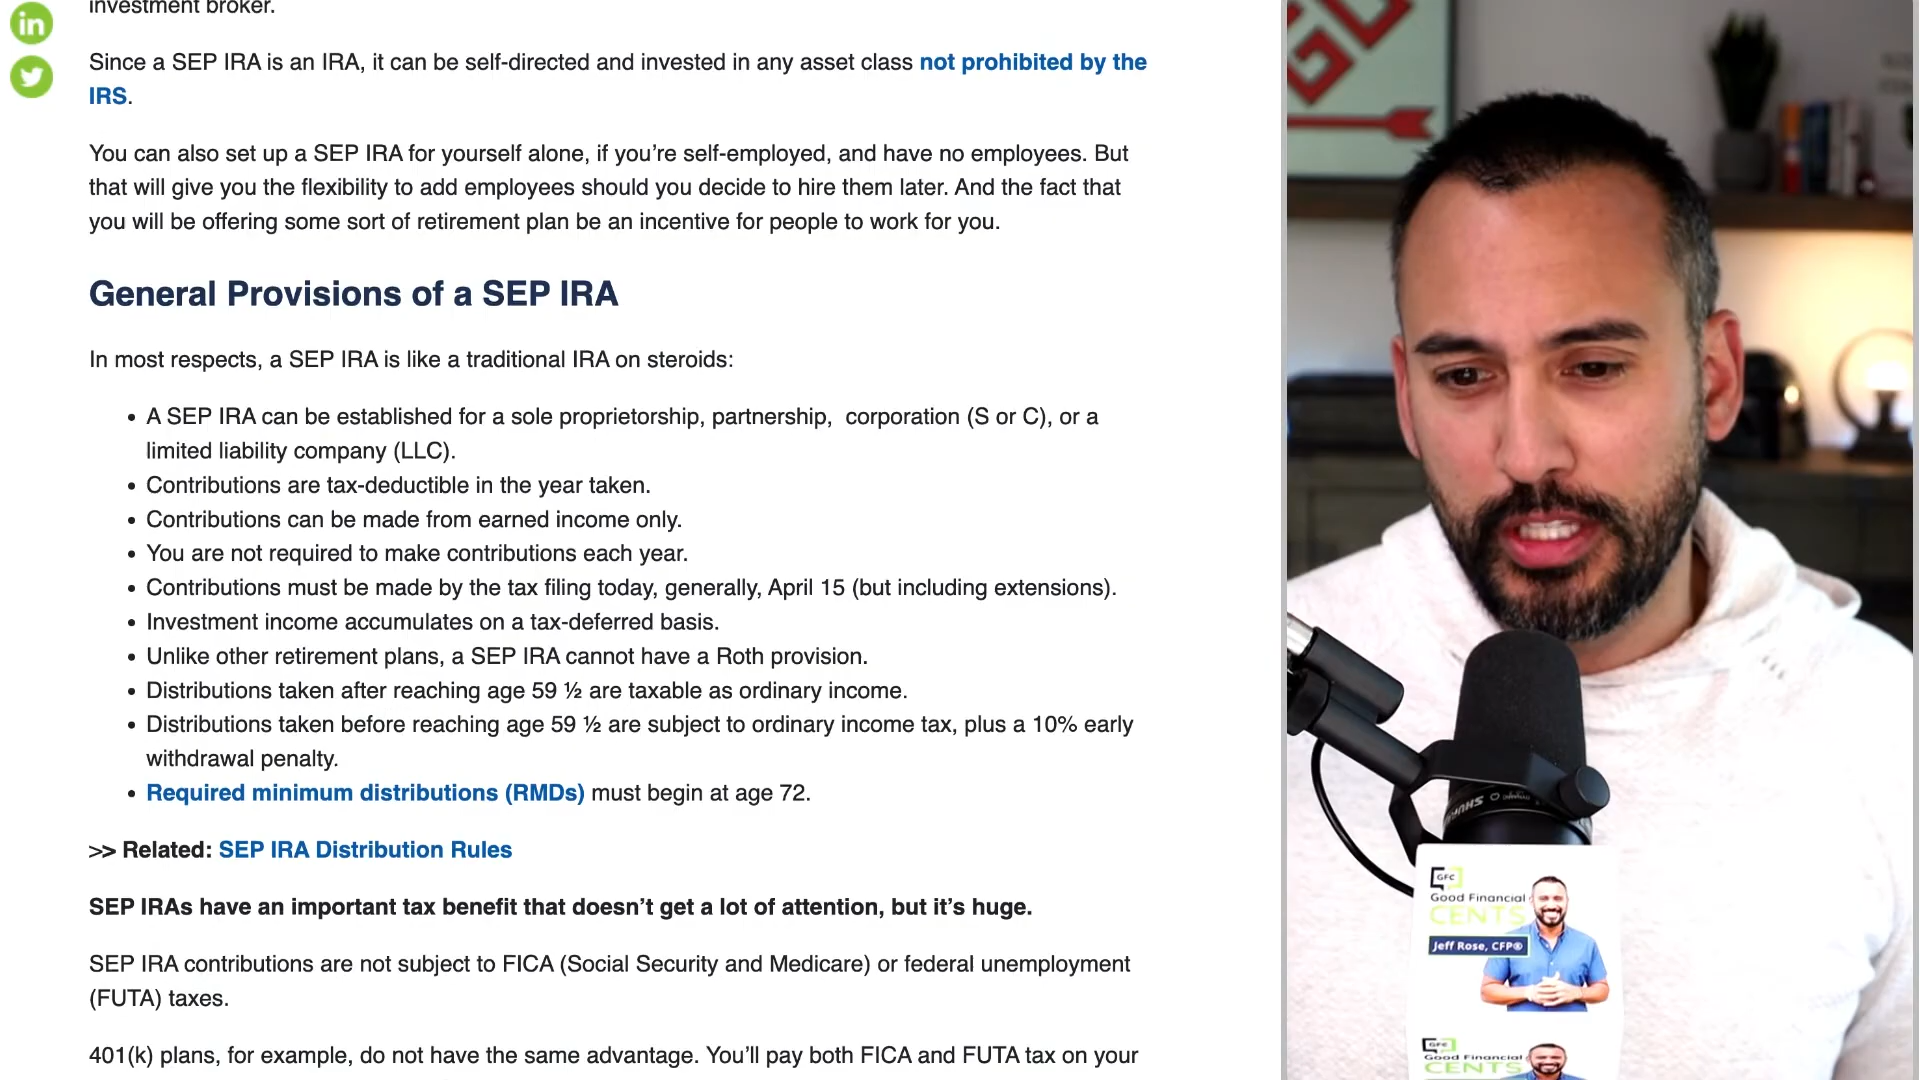 investment broker.
Since a SEP IRA is an IRA, it can be self-directed and invested in any asset class not prohibited by the
IRS.
You can also set up a SEP IRA for yourself alone, if you’re self-employed, and have no employees. But
that will give you the flexibility to add employees should you decide to hire them later. And the fact that
you will be offering some sort of retirement plan be an incentive for people to work for you.
General Provisions of a SEP IRA
In most respects, a SEP IRA is like a traditional IRA on steroids:
• A SEP IRA can be established for a sole proprietorship, partnership,  corporation (S or C), or a
limited liability company (LLC).
• Contributions are tax-deductible in the year taken.
• Contributions can be made from earned income only.
• You are not required to make contributions each year.
• Contributions must be made by the tax filing today, generally, April 15 (but including extensions).
• Investment income accumulates on a tax-deferred basis.
• Unlike other retirement plans, a SEP IRA cannot have a Roth provision.
• Distributions taken after reaching age 59 ½ are taxable as ordinary income.
• Distributions taken before reaching age 59 ½ are subject to ordinary income tax, plus a 10% early
withdrawal penalty.
• Required minimum distributions (RMDs) must begin at age 72.
>> Related: SEP IRA Distribution Rules
SEP IRAs have an important tax benefit that doesn’t get a lot of attention, but it’s huge.
SEP IRA contributions are not subject to FICA (Social Security and Medicare) or federal unemployment
(FUTA) taxes.
401(k) plans, for example, do not have the same advantage. You’ll pay both FICA and FUTA tax on your
in
GO
GFC
Good Financial
CENTS
Jeff Rose, CFP®
GFC
Good Financial
CENTS